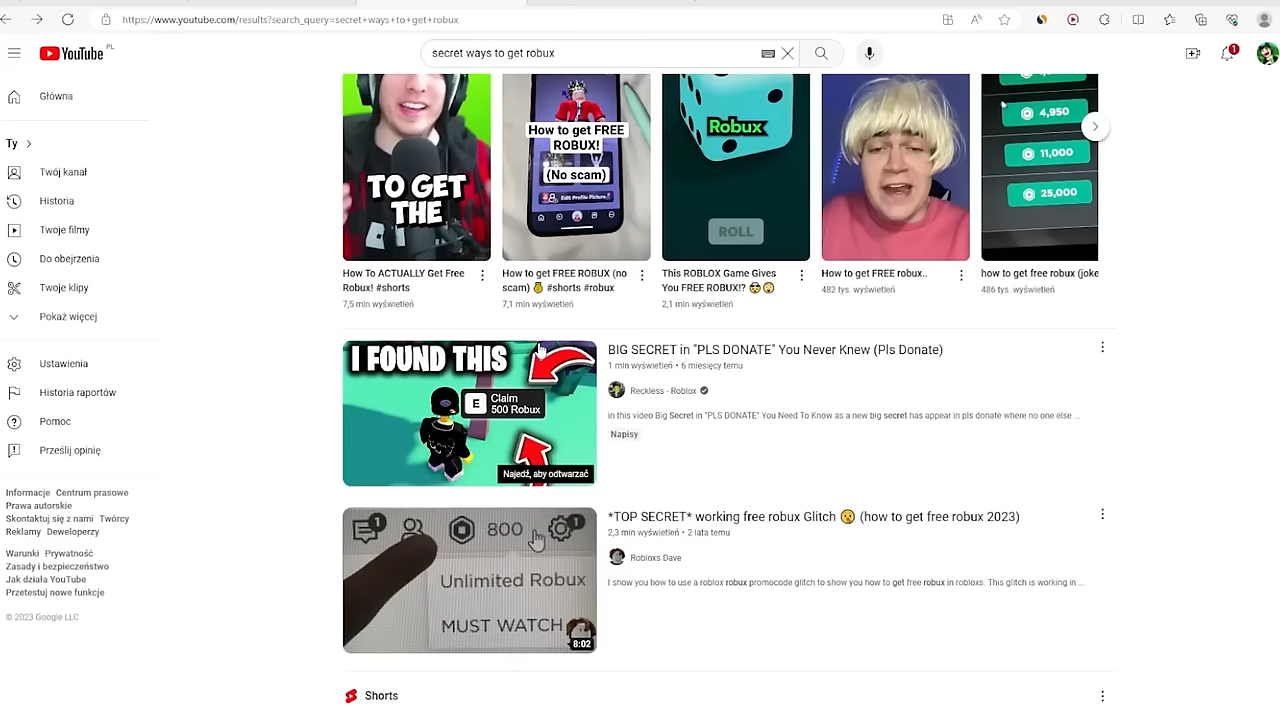 https://www.youtube.com/results?search_query=secret+ways+to+get+robux
YouTube PL
secret ways to get robux
1
Główna
Ty
Twój kanał
Historia
Twoje filmy
Do obejrzenia
Twoje klipy
Pokaż więcej
Ustawienia
Historia raportów
Pomoc
Prześlij opinię
Informacje Centrum prasowe
Prawa autorskie
Skontaktuj się z nami Twórcy
Reklamy Deweloperzy
Warunki Prywatność
Zasady i bezpieczeństwo
Jak działa YouTube
Przetestuj nowe funkcje
© 2023 Google LLC
TO GET
THE
How To ACTUALLY Get Free
Robux! #shorts
7,5 mln wyświetleń
How to get FREE
ROBUX!
(No scam)
Edit Profile Picture
How to get FREE ROBUX (no
scam) 💰 #shorts #robux
7,1 mln wyświetleń
Robux
ROLL
This ROBLOX Game Gives
You FREE ROBUX!? 😎😲
2,1 mln wyświetleń
How to get FREE robux..
482 tys. wyświetleń
4,950
11,000
25,000
how to get free robux (joke
486 tys. wyświetleń
I FOUND THIS
E
Claim
500 Robux
Najedź, aby odtwarzać
BIG SECRET in "PLS DONATE" You Never Knew (Pls Donate)
1 mln wyświetleń • 6 miesięcy temu
Reckless - Roblox
in this video Big Secret in "PLS DONATE" You Need To Know as a new big secret has appear in pls donate where no one else ...
Napisy
1 800 1
Unlimited Robux
MUST WATCH
8:02
*TOP SECRET* working free robux Glitch 😮 (how to get free robux 2023)
2,3 mln wyświetleń • 2 lata temu
Robloxs Dave
I show you how to use a roblox robux promocode glitch to show you how to get free robux in robloxs. This glitch is working in ...
Shorts